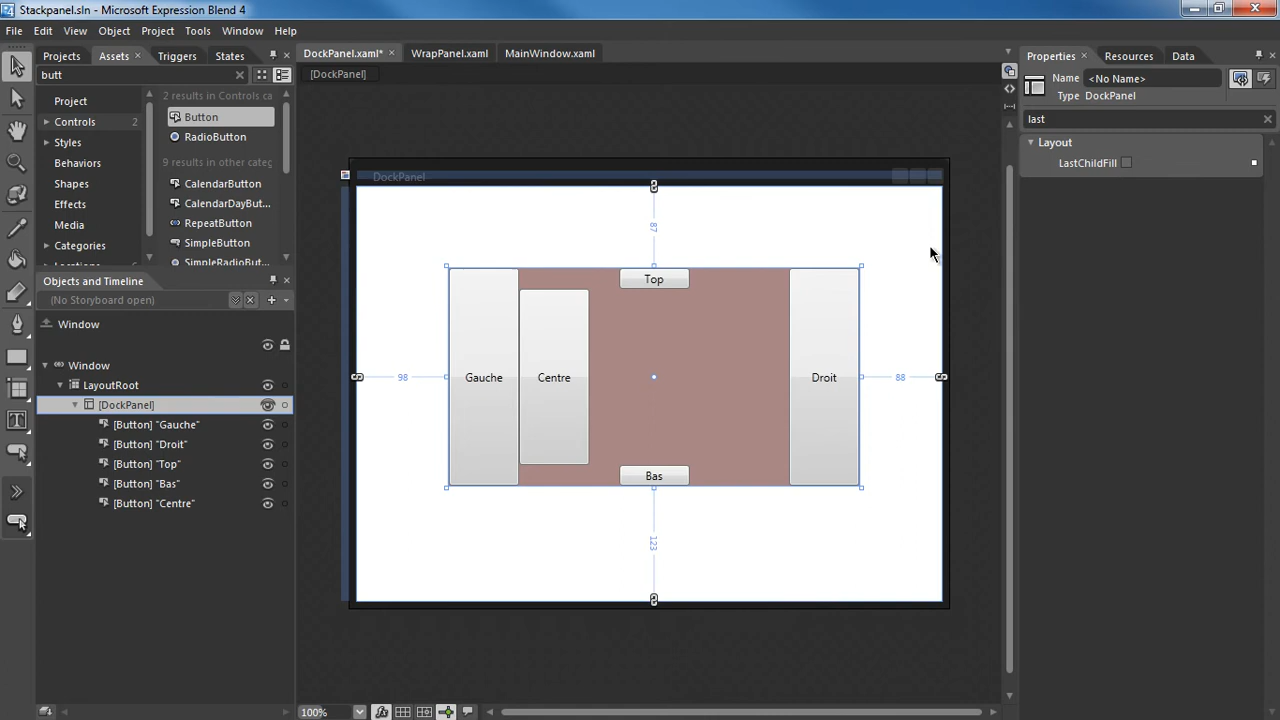 Stackpanel.sln - Microsoft Expression Blend 4
File Edit View Object Project Tools Window Help
Projects Assets × Triggers States
butt
Project
Controls 2
Styles
Behaviors
Shapes
Effects
Media
Categories
2 results in Controls ca
Button
RadioButton
9 results in other categ
CalendarButton
CalendarDayBut...
RepeatButton
SimpleButton
SimpleRadioBut...
Objects and Timeline ×
(No Storyboard open)
Window
Window
LayoutRoot
[DockPanel]
[Button] "Gauche"
[Button] "Droit"
[Button] "Top"
[Button] "Bas"
[Button] "Centre"
DockPanel.xaml* × WrapPanel.xaml MainWindow.xaml
[DockPanel]
DockPanel
87
Top
98 Gauche Centre Droit 88
Bas
123
100%
Properties × Resources Data
Name <No Name>
Type DockPanel
last
Layout
LastChildFill